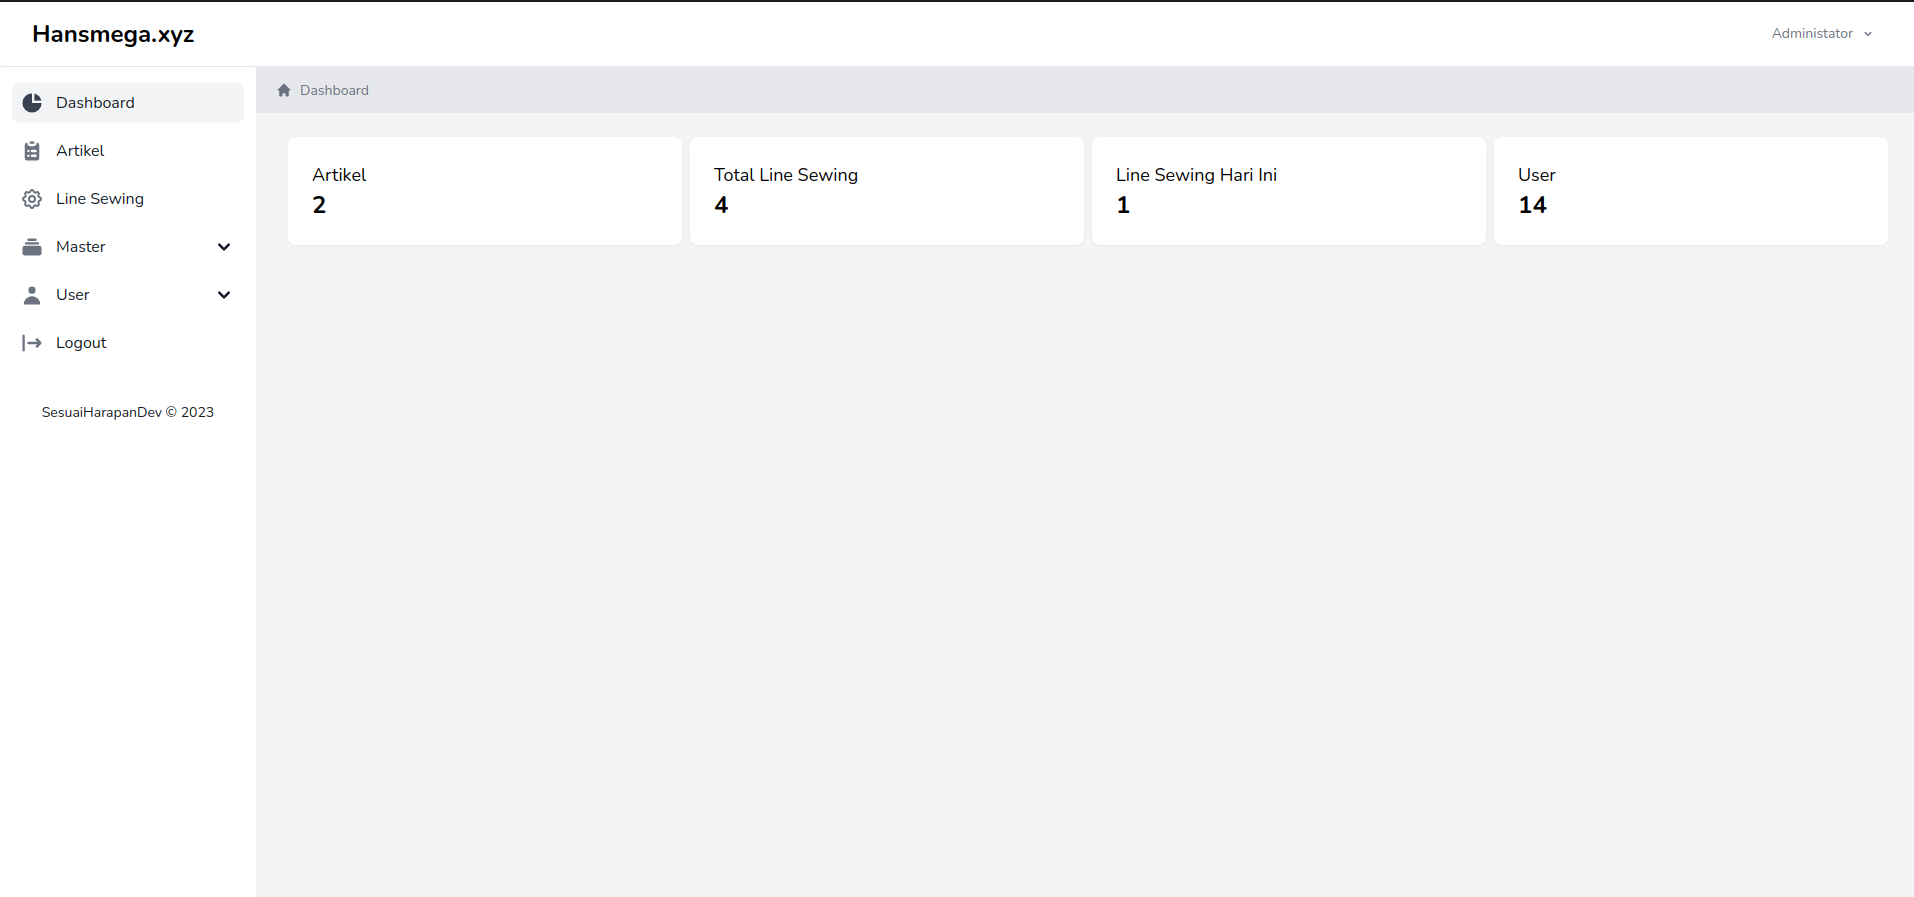 Hansmega.xyz
Administator
Dashboard
Artikel
Line Sewing
Master
User
Logout
SesuaiHarapanDev © 2023
Dashboard
Artikel
2
Total Line Sewing
4
Line Sewing Hari Ini
1
User
14